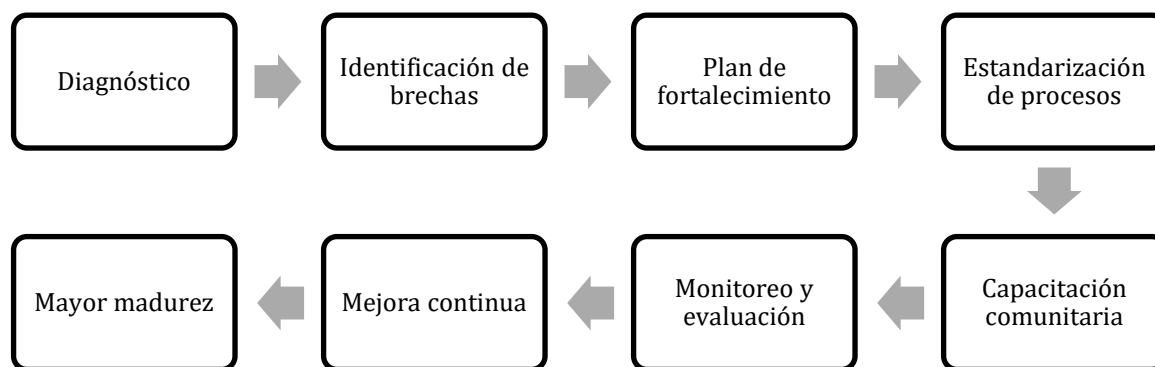 Diagnóstico
Identificación de
brechas
Plan de
fortalecimiento
Estandarización
de procesos
Capacitación
comunitaria
Monitoreo y
evaluación
Mejora continua
Mayor madurez